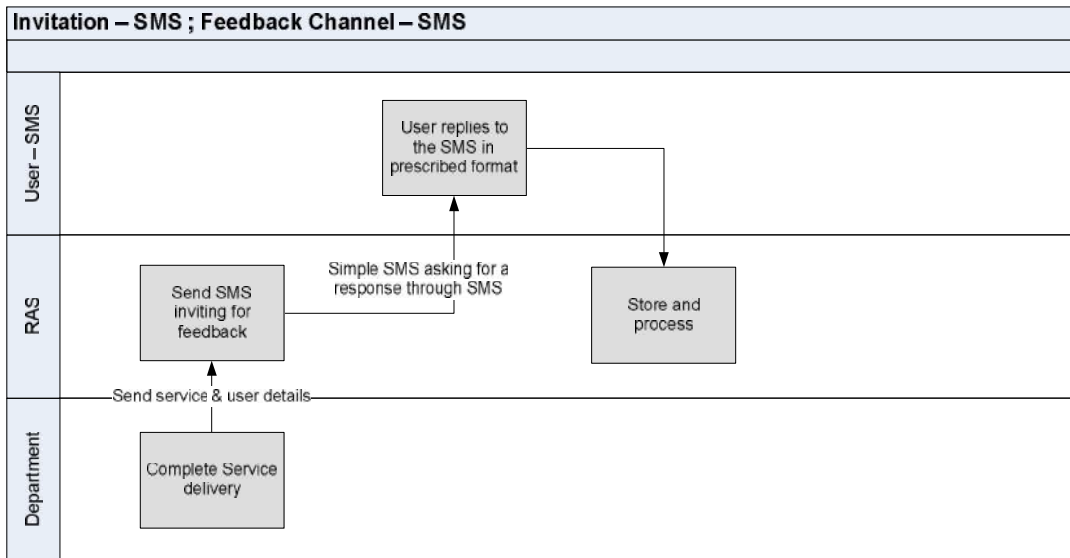 Invitation – SMS ; Feedback Channel – SMS
User – SMS
User replies to
the SMS in
prescribed format
RAS
Send SMS
inviting for
feedback
Simple SMS asking for a
response through SMS
Store and
process
Send service & user details
Department
Complete Service
delivery